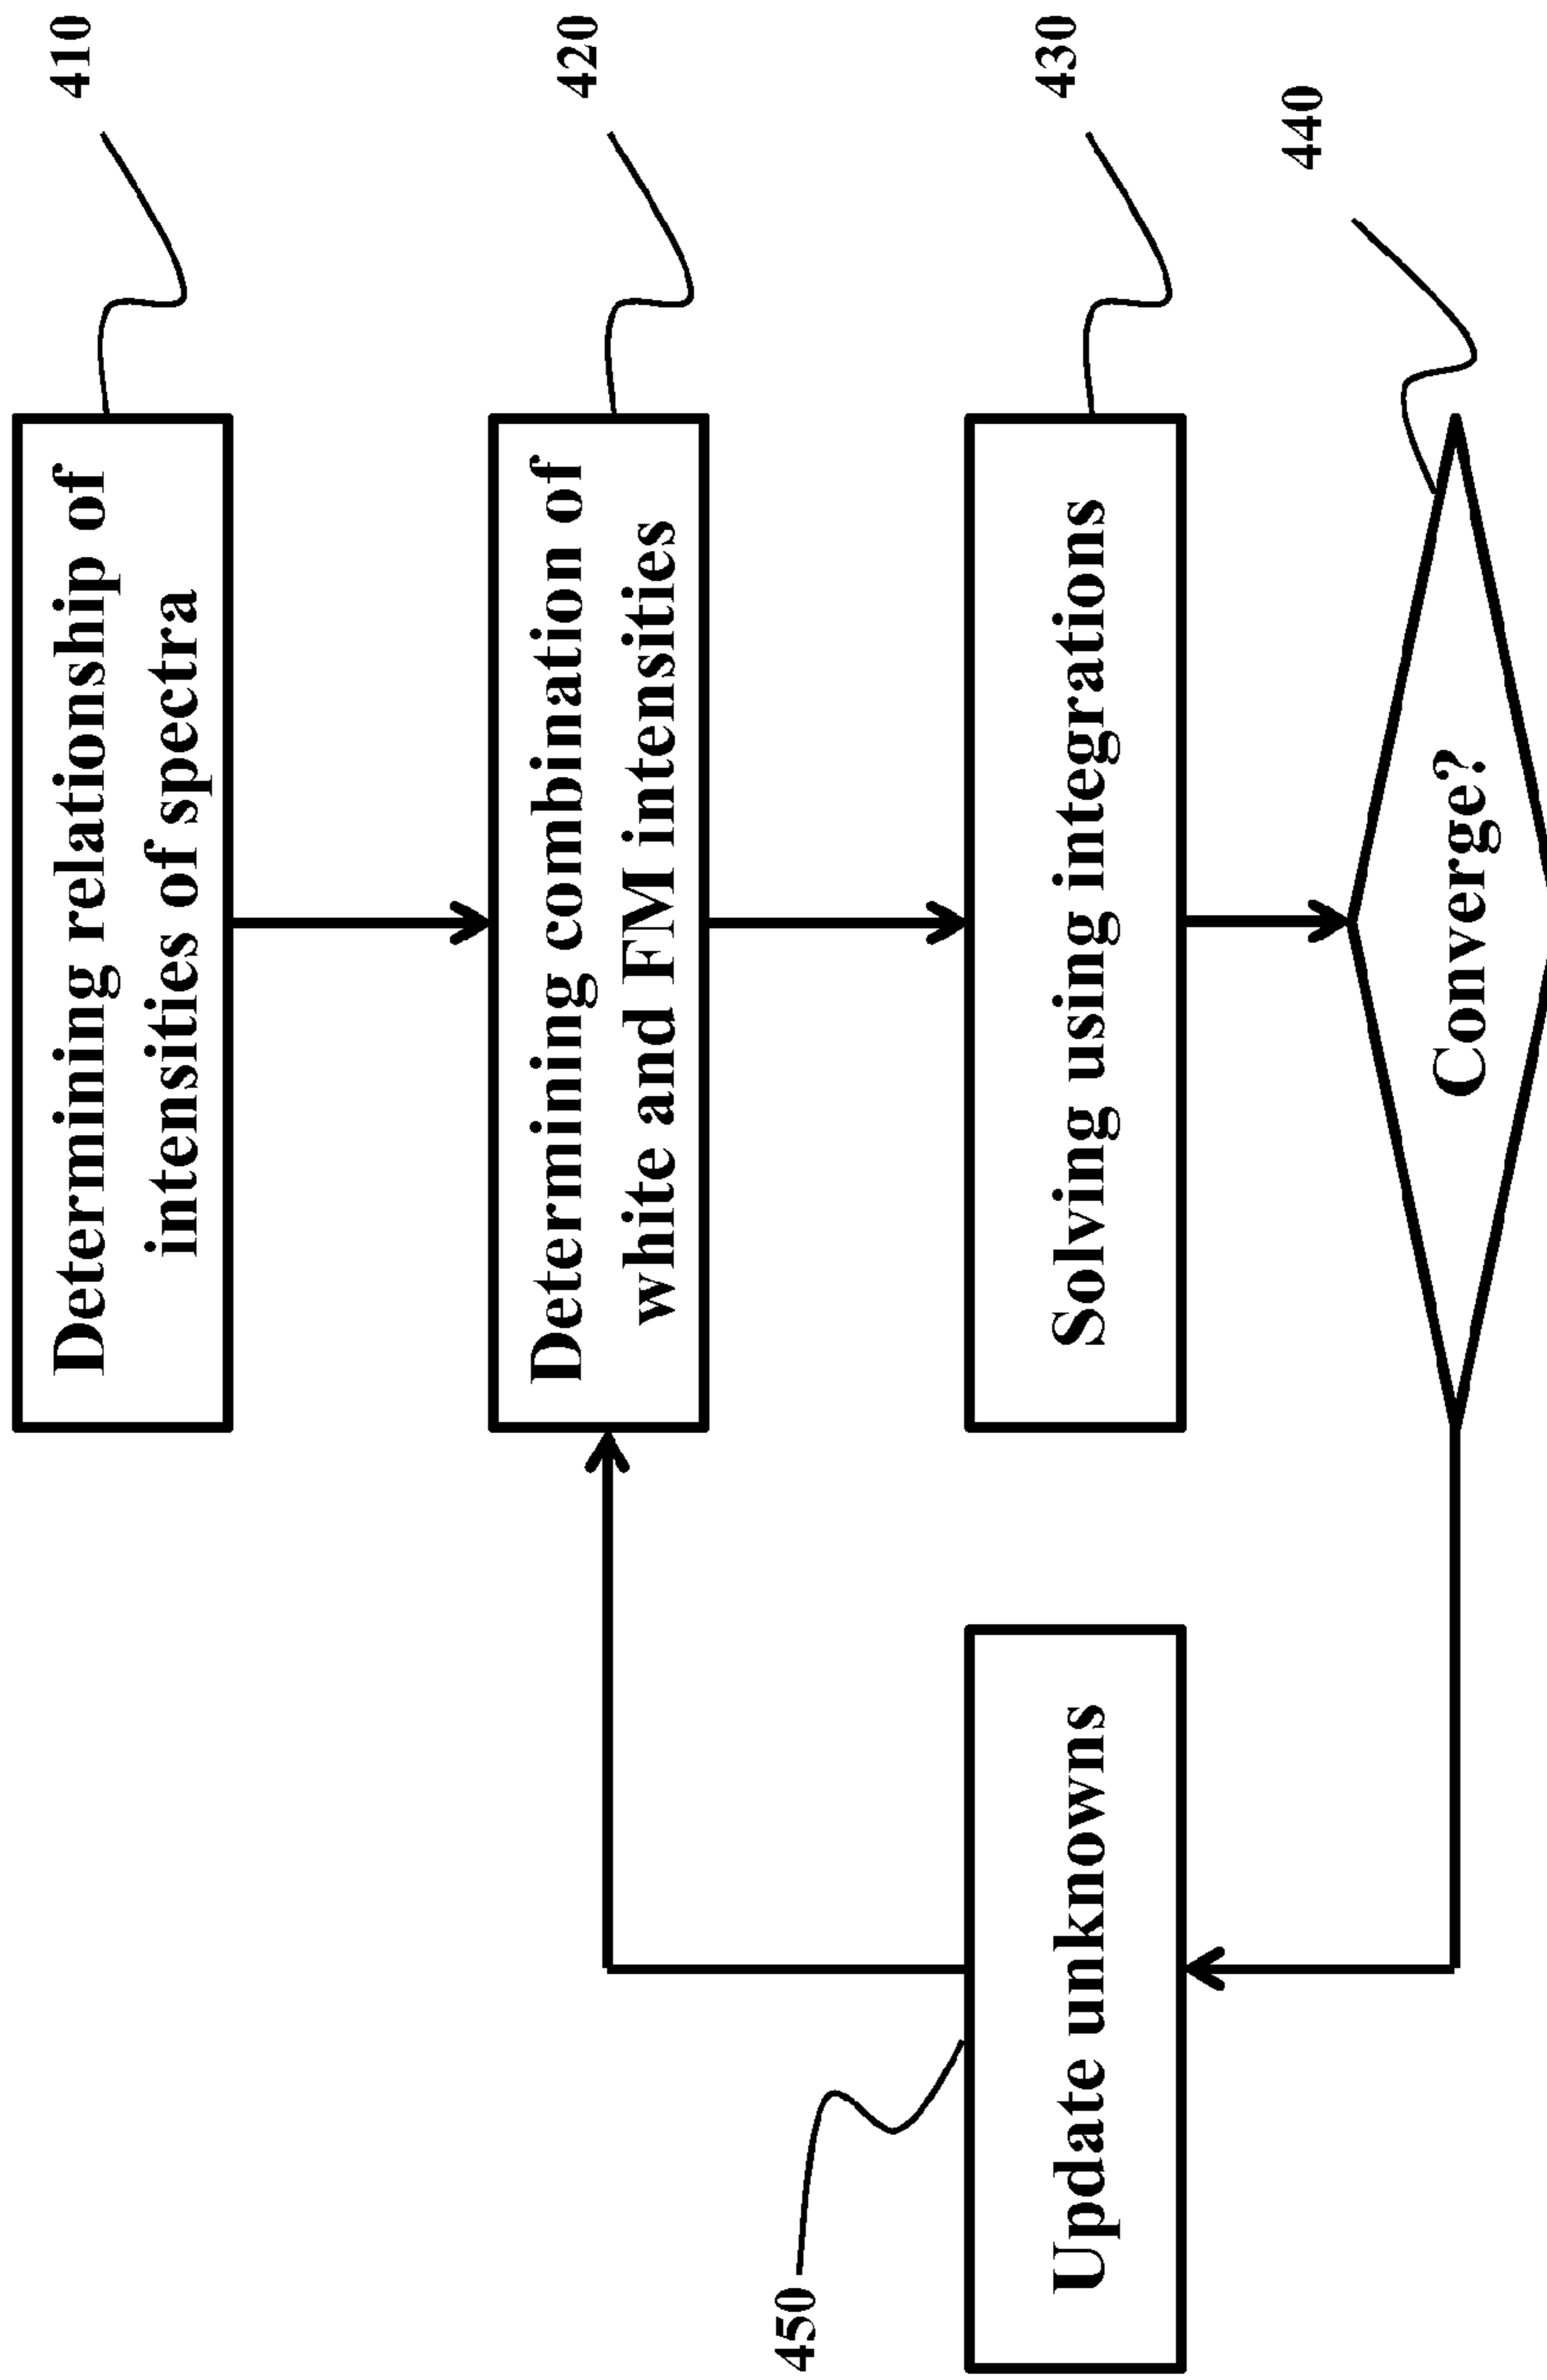 Determining relationship of
intensities of spectra
410
Determining combination of
white and FM intensities
420
Solving using integrations
430
Converge?
440
Update unknowns
450